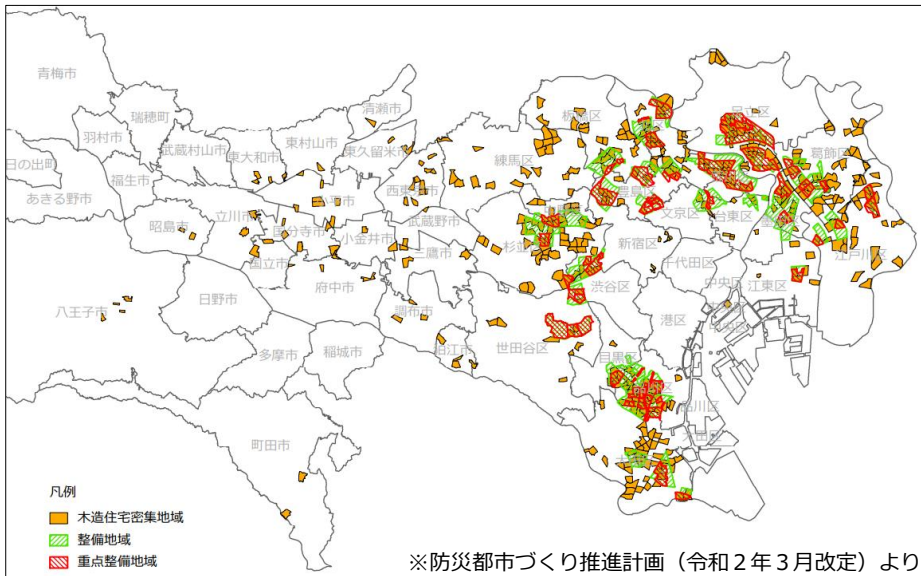 青梅市
瑞穂町
清瀬市
羽村市
武蔵村山市
東大和市
東村山市
東久留米市
日の出町
福生市
あきる野市
西東京市
練馬区
板橋区
足立区
葛飾区
豊島区
文京区
台東区
昭島市
立川市
小平市
国分寺市
小金井市
武蔵野市
三鷹市
杉並区
新宿区
千代田区
国立市
府中市
渋谷区
中央区
江東区
江戸川区
八王子市
日野市
調布市
港区
中央区
多摩市
稲城市
狛江市
世田谷区
目黒区
品川区
町田市
大田区
凡例
木造住宅密集地域
整備地域
重点整備地域
※防災都市づくり推進計画（令和２年３月改定）より